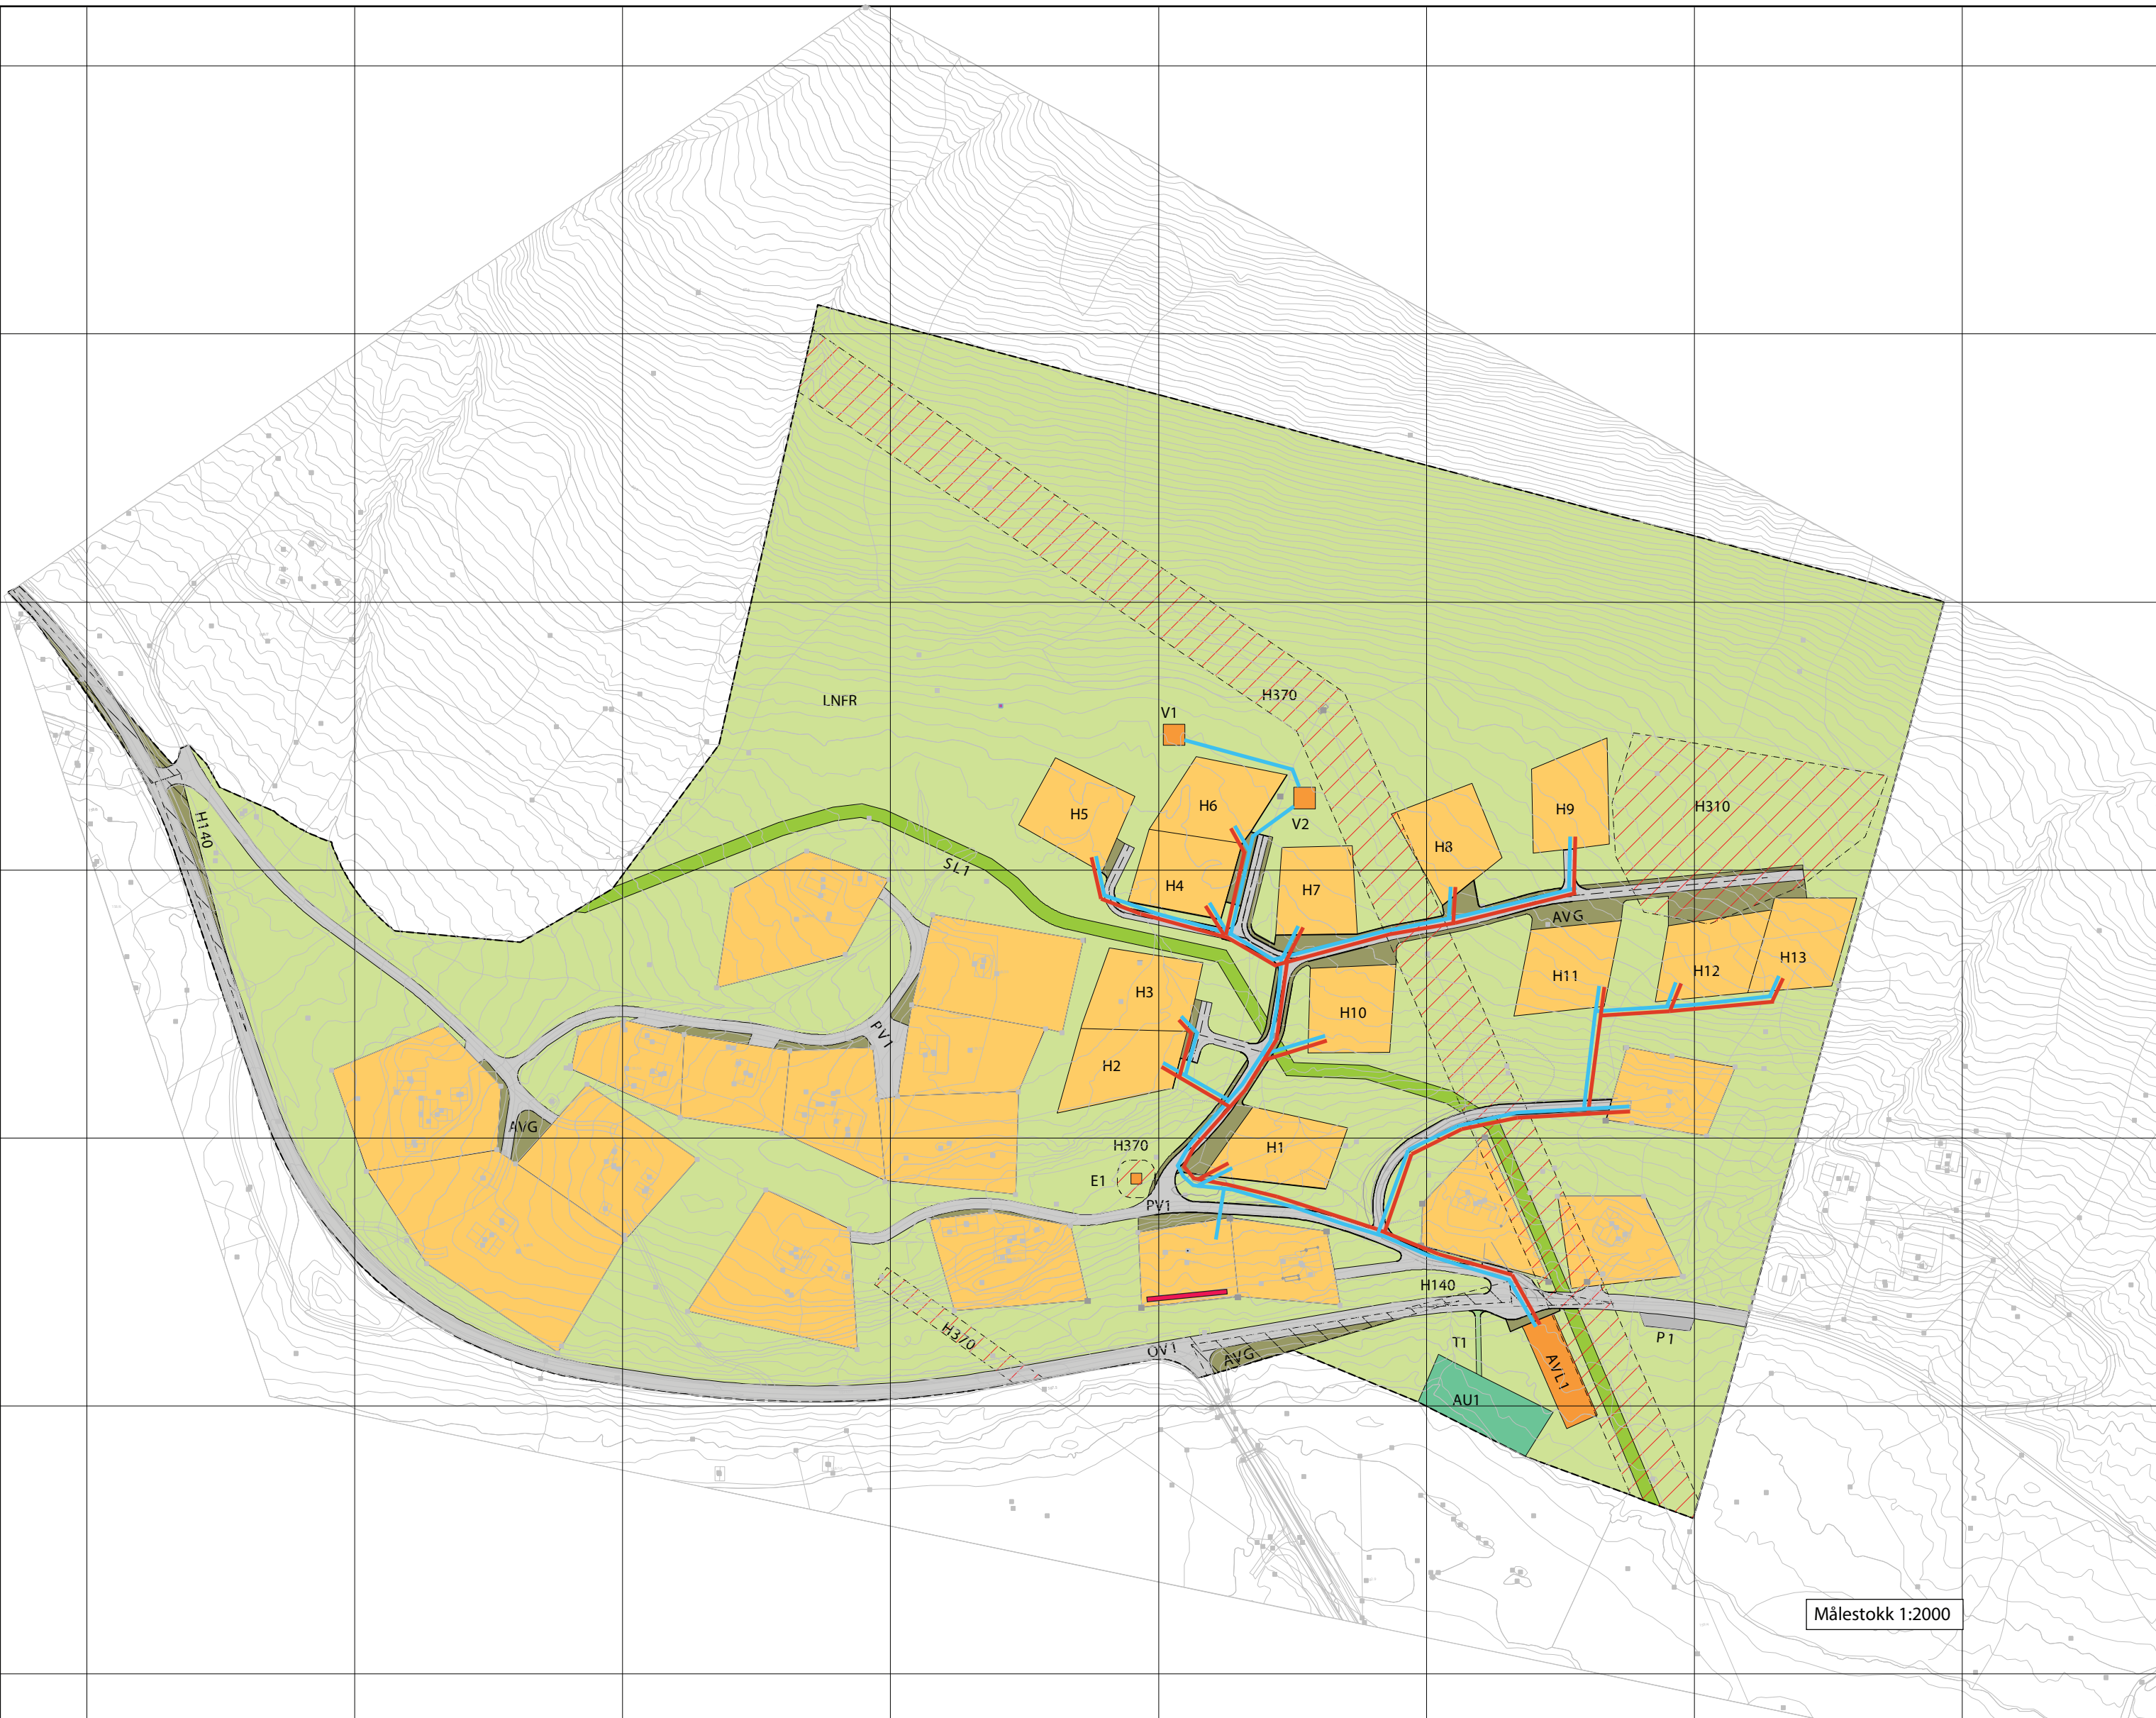 H370
LNFR
V1
H5
H6
V2
H9
H310
H140
H8
SL1
H4
H7
AVG
H3
H11
H12
H13
H10
PV1
H2
AVG
H370
H1
E1
PV1
H140
H370
OV1
AVG
T1
P1
AVL1
AU1
Målestokk 1:2000